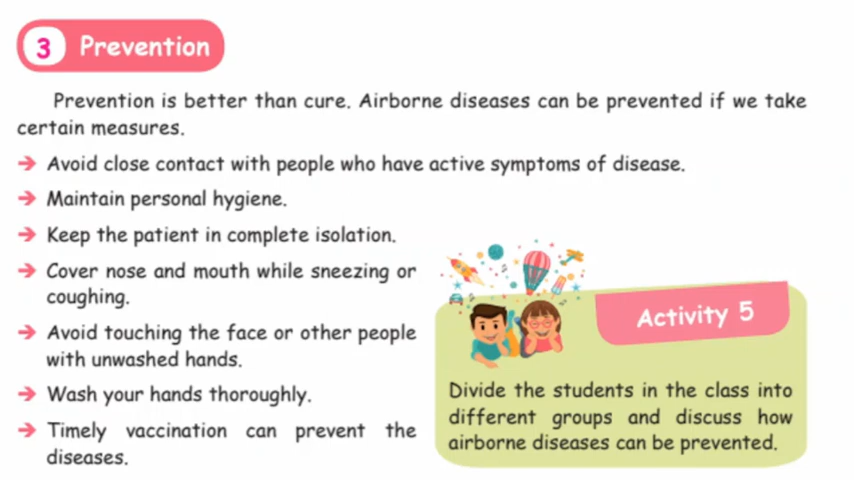 3 Prevention
Prevention is better than cure. Airborne diseases can be prevented if we take
certain measures.
→ Avoid close contact with people who have active symptoms of disease.
→ Maintain personal hygiene.
→ Keep the patient in complete isolation.
→ Cover nose and mouth while sneezing or
coughing.
→ Avoid touching the face or other people
with unwashed hands.
→ Wash your hands thoroughly.
→ Timely vaccination can prevent the
diseases.
Activity 5
Divide the students in the class into
different groups and discuss how
airborne diseases can be prevented.